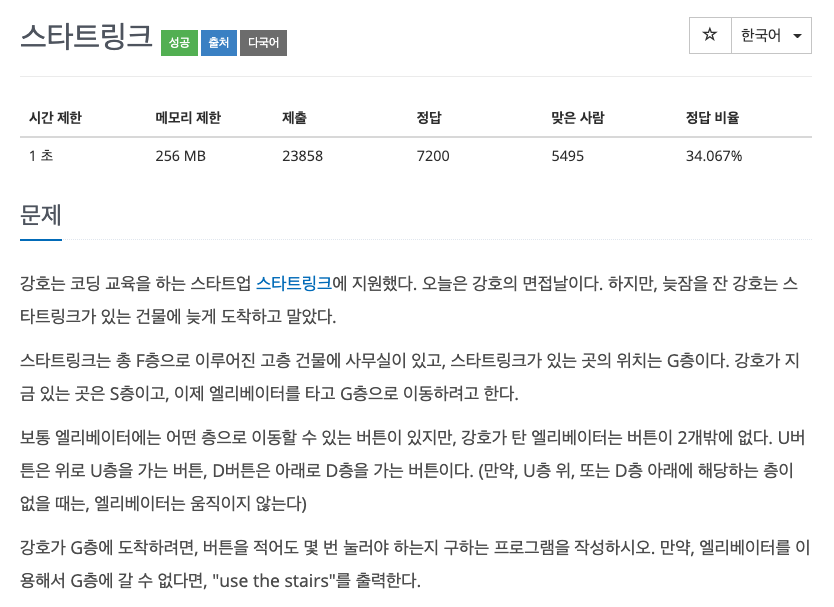 스타트링크 성공 출처 다국어 ☆ 한국어
시간 제한 메모리 제한 제출 정답 맞은 사람 정답 비율
1 초 256 MB 23858 7200 5495 34.067%
문제
강호는 코딩 교육을 하는 스타트업 스타트링크에 지원했다. 오늘은 강호의 면접날이다. 하지만, 늦잠을 잔 강호는 스
타트링크가 있는 건물에 늦게 도착하고 말았다.
스타트링크는 총 F층으로 이루어진 고층 건물에 사무실이 있고, 스타트링크가 있는 곳의 위치는 G층이다. 강호가 지
금 있는 곳은 S층이고, 이제 엘리베이터를 타고 G층으로 이동하려고 한다.
보통 엘리베이터에는 어떤 층으로 이동할 수 있는 버튼이 있지만, 강호가 탄 엘리베이터는 버튼이 2개밖에 없다. U버
튼은 위로 U층을 가는 버튼, D버튼은 아래로 D층을 가는 버튼이다. (만약, U층 위, 또는 D층 아래에 해당하는 층이
없을 때는, 엘리베이터는 움직이지 않는다)
강호가 G층에 도착하려면, 버튼을 적어도 몇 번 눌러야 하는지 구하는 프로그램을 작성하시오. 만약, 엘리베이터를 이
용해서 G층에 갈 수 없다면, "use the stairs"를 출력한다.